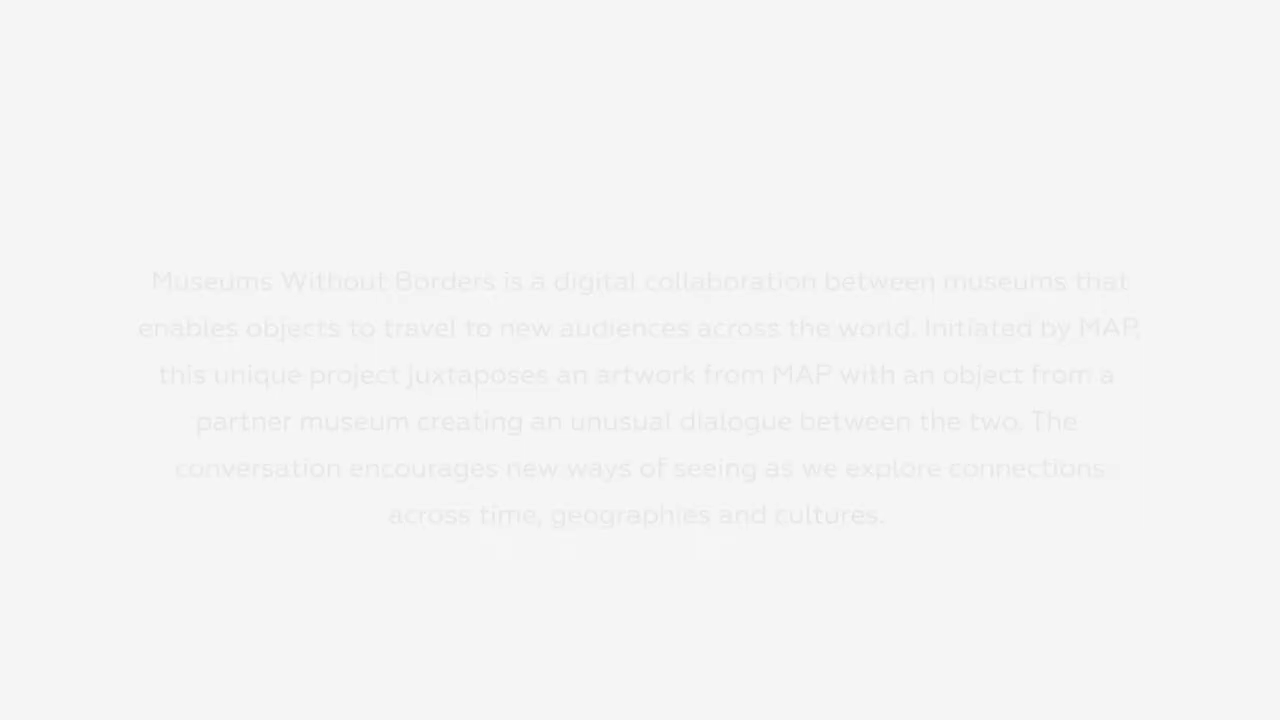 Museums Without Borders is a digital collaboration between museums that
enables objects to travel to new audiences across the world. Initiated by MAP,
this unique project juxtaposes an artwork from MAP with an object from a
partner museum creating an unusual dialogue between the two. The
conversation encourages new ways of seeing as we explore connections
across time, geographies and cultures.